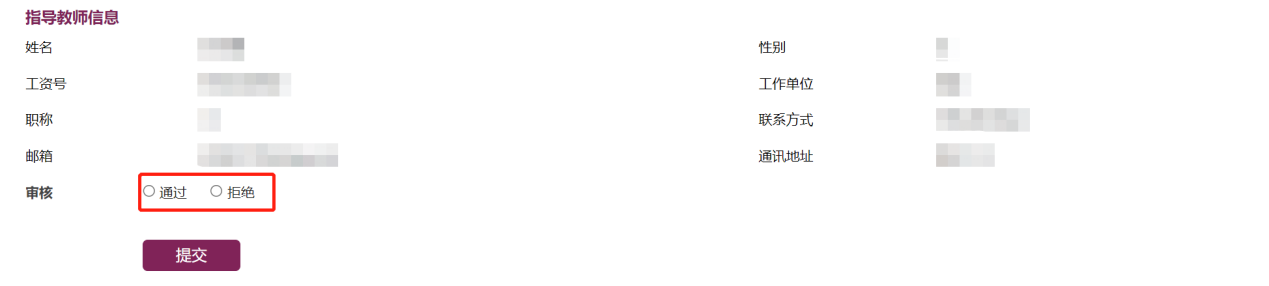 指导教师信息
姓名 性别
工资号 工作单位
职称 联系方式
邮箱 通讯地址
审核 通过 拒绝
提交